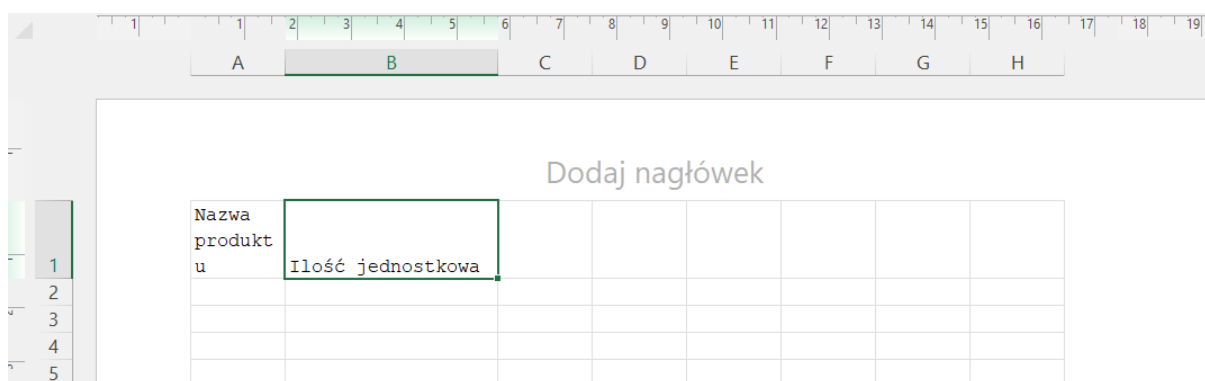 1 1 2 3 4 5 6 7 8 9 10 11 12 13 14 15 16 17 18 19
A B C D E F G H
Dodaj nagłówek
Nazwa
produkt
1 u Ilość jednostkowa
2
3
4
5